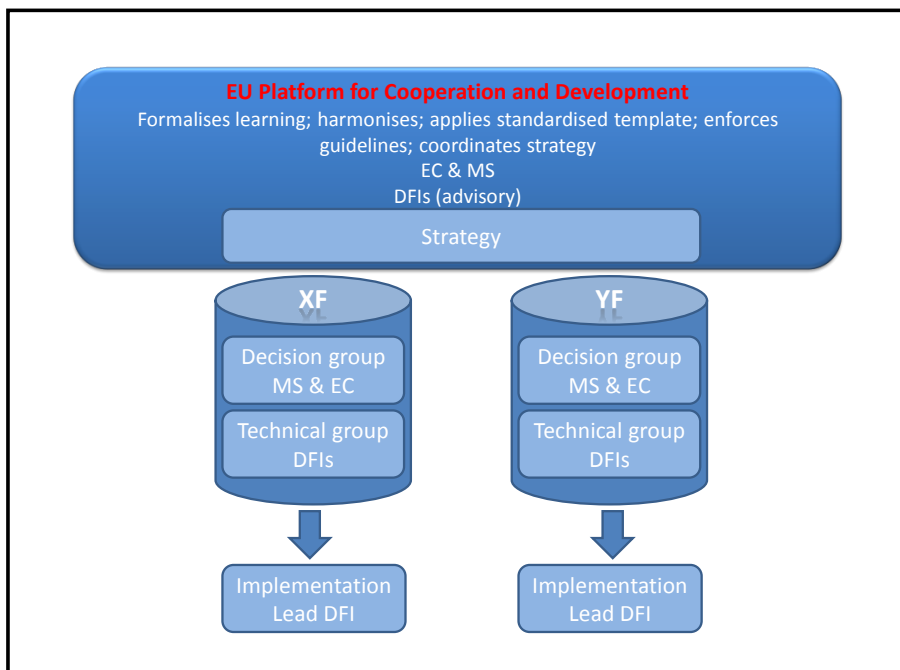 EU Platform for Cooperation and Development
Formalises learning; harmonises; applies standardised template; enforces
guidelines; coordinates strategy
EC & MS
DFIs (advisory)
Strategy
XF
Decision group
MS & EC
Technical group
DFIs
Implementation
Lead DFI
YF
Decision group
MS & EC
Technical group
DFIs
Implementation
Lead DFI